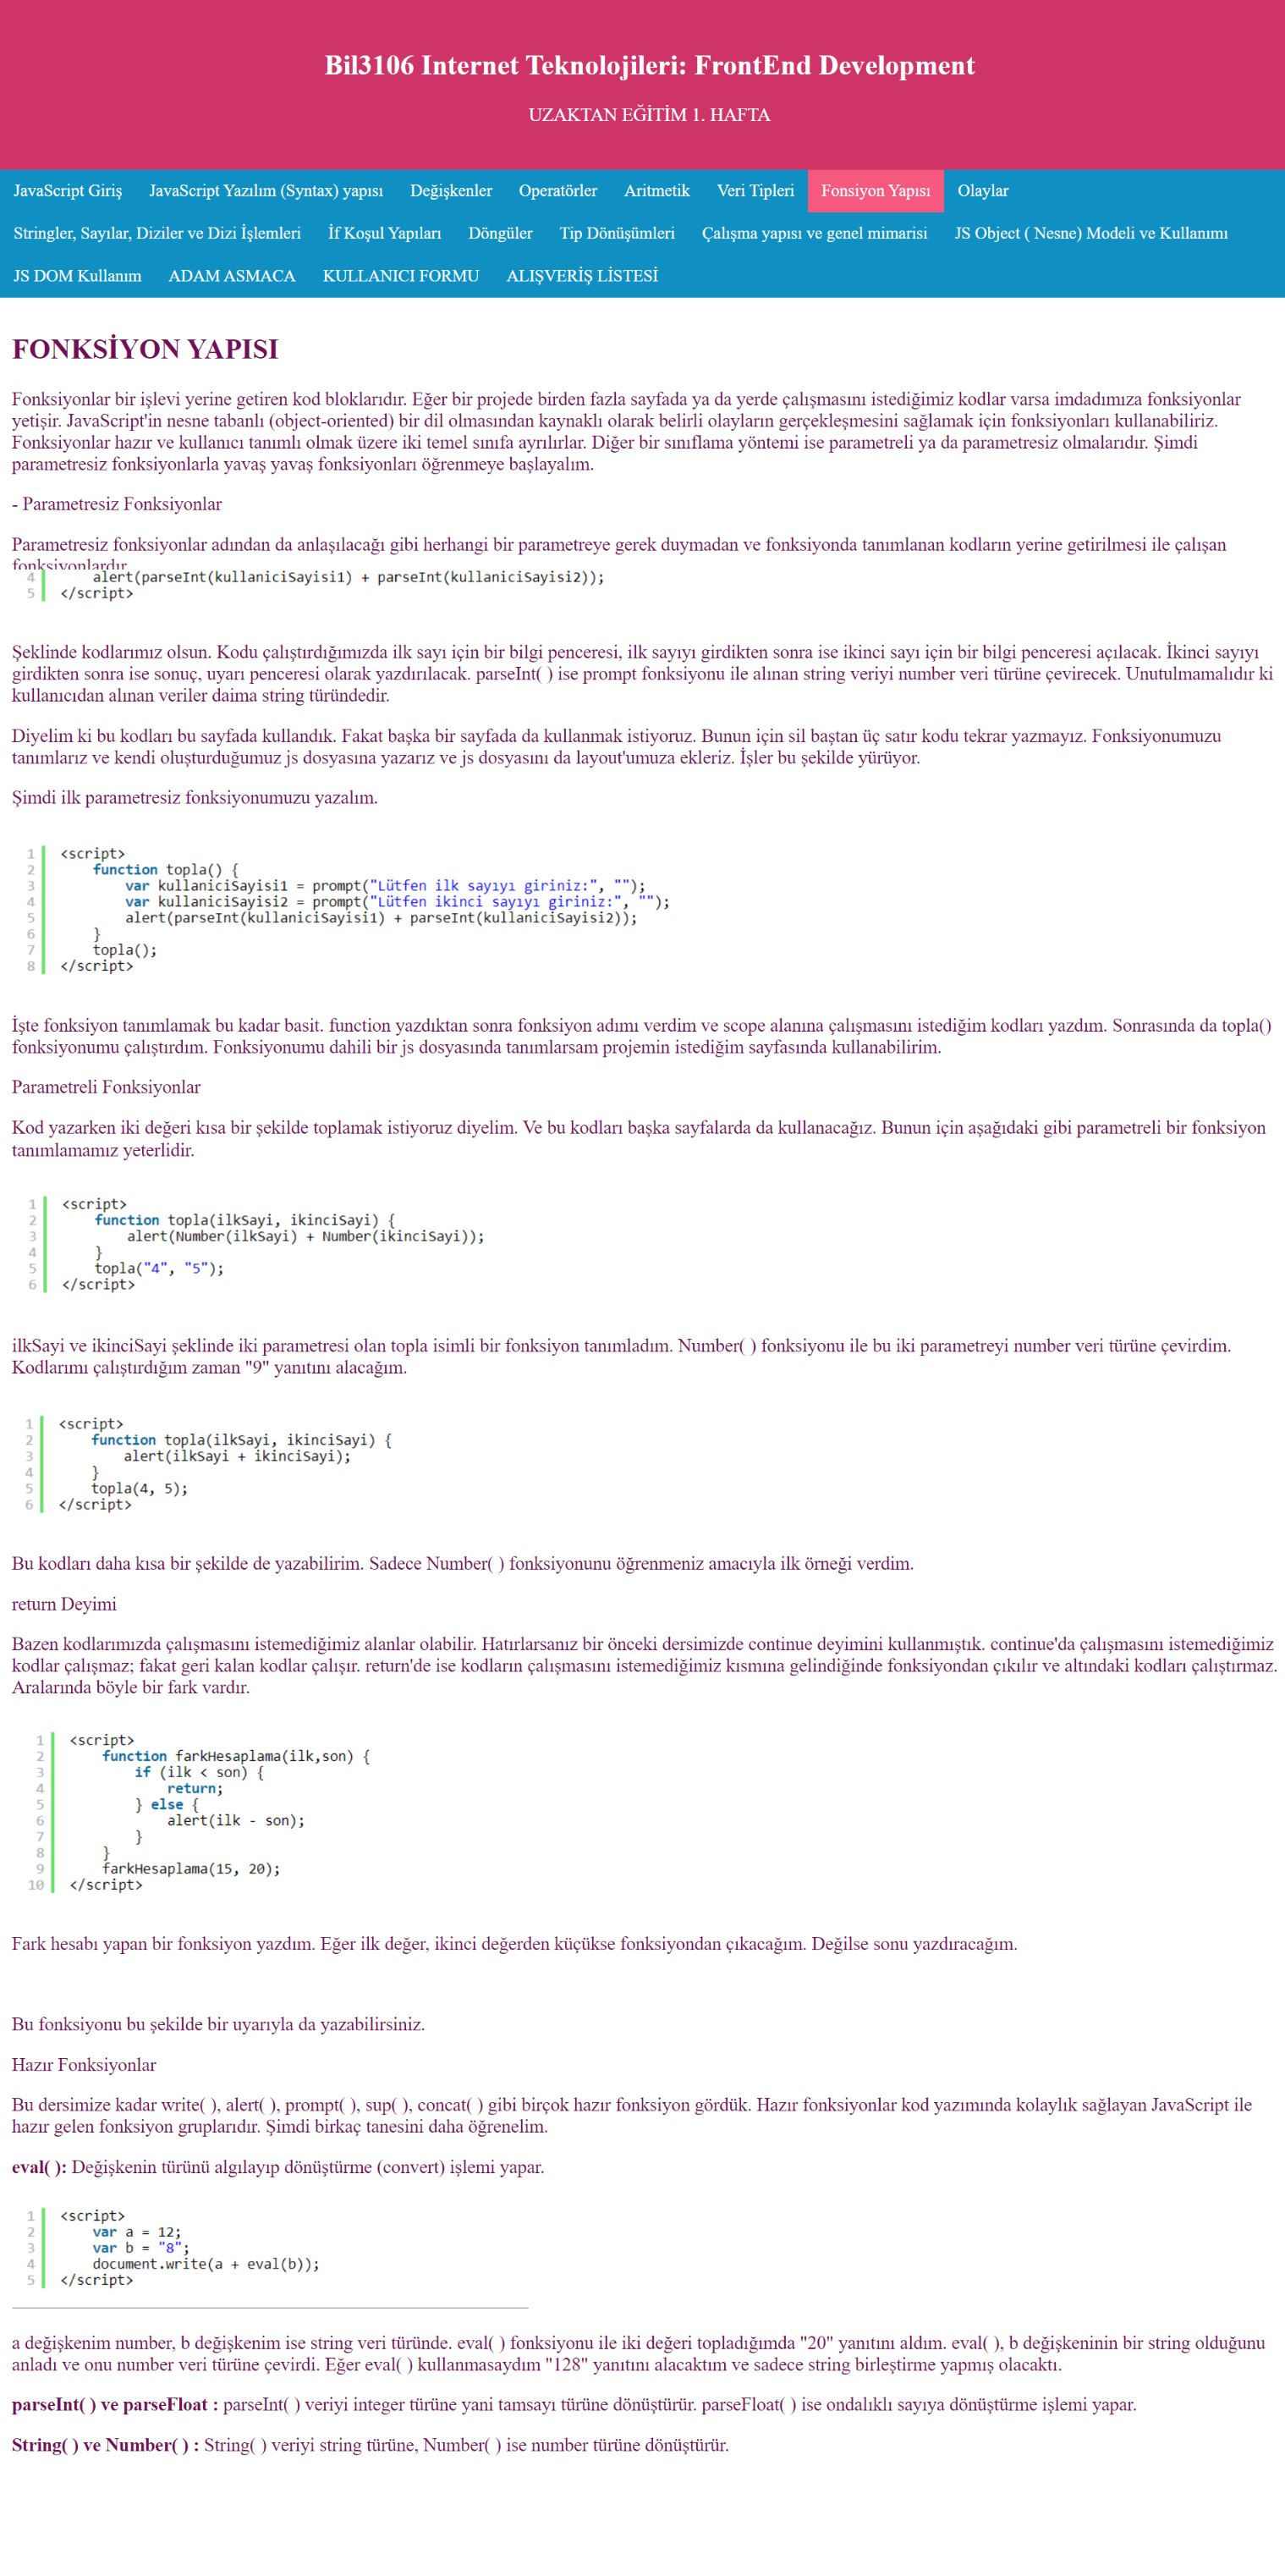 Bil3106 Internet Teknolojileri: FrontEnd Development
UZAKTAN EĞİTİM 1. HAFTA
JavaScript Giriş JavaScript Yazılım (Syntax) yapısı Değişkenler Operatörler Aritmetik Veri Tipleri Fonsiyon Yapısı Olaylar
Stringler, Sayılar, Diziler ve Dizi İşlemleri İf Koşul Yapıları Döngüler Tip Dönüşümleri Çalışma yapısı ve genel mimarisi JS Object ( Nesne) Modeli ve Kullanımı
JS DOM Kullanım ADAM ASMACA KULLANICI FORMU ALIŞVERİŞ LİSTESİ
FONKSİYON YAPISI
Fonksiyonlar bir işlevi yerine getiren kod bloklarıdır. Eğer bir projede birden fazla sayfada ya da yerde çalışmasını istediğimiz kodlar varsa imdadımıza fonksiyonlar
yetişir. JavaScript'in nesne tabanlı (object-oriented) bir dil olmasından kaynaklı olarak belirli olayların gerçekleşmesini sağlamak için fonksiyonları kullanabiliriz.
Fonksiyonlar hazır ve kullanıcı tanımlı olmak üzere iki temel sınıfa ayrılırlar. Diğer bir sınıflama yöntemi ise parametreli ya da parametresiz olmalarıdır. Şimdi
parametresiz fonksiyonlarla yavaş yavaş fonksiyonları öğrenmeye başlayalım.
- Parametresiz Fonksiyonlar
Parametresiz fonksiyonlar adından da anlaşılacağı gibi herhangi bir parametreye gerek duymadan ve fonksiyonda tanımlanan kodların yerine getirilmesi ile çalışan
fonksiyonlardır
4 alert(parseInt(kullaniciSayisi1) + parseInt(kullaniciSayisi2));
5 </script>
Şeklinde kodlarımız olsun. Kodu çalıştırdığımızda ilk sayı için bir bilgi penceresi, ilk sayıyı girdikten sonra ise ikinci sayı için bir bilgi penceresi açılacak. İkinci sayıyı
girdikten sonra ise sonuç, uyarı penceresi olarak yazdırılacak. parseInt( ) ise prompt fonksiyonu ile alınan string veriyi number veri türüne çevirecek. Unutulmamalıdır ki
kullanıcıdan alınan veriler daima string türündedir.
Diyelim ki bu kodları bu sayfada kullandık. Fakat başka bir sayfada da kullanmak istiyoruz. Bunun için sil baştan üç satır kodu tekrar yazmayız. Fonksiyonumuzu
tanımlarız ve kendi oluşturduğumuz js dosyasına yazarız ve js dosyasını da layout'umuza ekleriz. İşler bu şekilde yürüyor.
Şimdi ilk parametresiz fonksiyonumuzu yazalım.
1 <script>
2 function topla() {
3 var kullaniciSayisi1 = prompt("Lütfen ilk sayıyı giriniz:", "");
4 var kullaniciSayisi2 = prompt("Lütfen ikinci sayıyı giriniz:", "");
5 alert(parseInt(kullaniciSayisi1) + parseInt(kullaniciSayisi2));
6 }
7 topla();
8 </script>
İşte fonksiyon tanımlamak bu kadar basit. function yazdıktan sonra fonksiyon adımı verdim ve scope alanına çalışmasını istediğim kodları yazdım. Sonrasında da topla()
fonksiyonumu çalıştırdım. Fonksiyonumu dahili bir js dosyasında tanımlarsam projemin istediğim sayfasında kullanabilirim.
Parametreli Fonksiyonlar
Kod yazarken iki değeri kısa bir şekilde toplamak istiyoruz diyelim. Ve bu kodları başka sayfalarda da kullanacağız. Bunun için aşağıdaki gibi parametreli bir fonksiyon
tanımlamamız yeterlidir.
1 <script>
2 function topla(ilkSayi, ikinciSayi) {
3 alert(Number(ilkSayi) + Number(ikinciSayi));
4 }
5 topla("4", "5");
6 </script>
ilkSayi ve ikinciSayi şeklinde iki parametresi olan topla isimli bir fonksiyon tanımladım. Number( ) fonksiyonu ile bu iki parametreyi number veri türüne çevirdim.
Kodlarımı çalıştırdığım zaman "9" yanıtını alacağım.
1 <script>
2 function topla(ilkSayi, ikinciSayi) {
3 alert(ilkSayi + ikinciSayi);
4 }
5 topla(4, 5);
6 </script>
Bu kodları daha kısa bir şekilde de yazabilirim. Sadece Number( ) fonksiyonunu öğrenmeniz amacıyla ilk örneği verdim.
return Deyimi
Bazen kodlarımızda çalışmasını istemediğimiz alanlar olabilir. Hatırlarsanız bir önceki dersimizde continue deyimini kullanmıştık. continue'da çalışmasını istemediğimiz
kodlar çalışmaz; fakat geri kalan kodlar çalışır. return'de ise kodların çalışmasını istemediğimiz kısmına gelindiğinde fonksiyondan çıkılır ve altındaki kodları çalıştırmaz.
Aralarında böyle bir fark vardır.
1 <script>
2 function farkHesaplama(ilk,son) {
3 if (ilk < son) {
4 return;
5 } else {
6 alert(ilk - son);
7 }
8 }
9 farkHesaplama(15, 20);
10 </script>
Fark hesabı yapan bir fonksiyon yazdım. Eğer ilk değer, ikinci değerden küçükse fonksiyondan çıkacağım. Değilse sonu yazdıracağım.
Bu fonksiyonu bu şekilde bir uyarıyla da yazabilirsiniz.
Hazır Fonksiyonlar
Bu dersimize kadar write( ), alert( ), prompt( ), sup( ), concat( ) gibi birçok hazır fonksiyon gördük. Hazır fonksiyonlar kod yazımında kolaylık sağlayan JavaScript ile
hazır gelen fonksiyon gruplarıdır. Şimdi birkaç tanesini daha öğrenelim.
eval( ): Değişkenin türünü algılayıp dönüştürme (convert) işlemi yapar.
1 <script>
2 var a = 12;
3 var b = "8";
4 document.write(a + eval(b));
5 </script>
a değişkenim number, b değişkenim ise string veri türünde. eval( ) fonksiyonu ile iki değeri topladığımda "20" yanıtını aldım. eval( ), b değişkeninin bir string olduğunu
anladı ve onu number veri türüne çevirdi. Eğer eval( ) kullanmasaydım "128" yanıtını alacaktım ve sadece string birleştirme yapmış olacaktı.
parseInt( ) ve parseFloat : parseInt( ) veriyi integer türüne yani tamsayı türüne dönüştürür. parseFloat( ) ise ondalıklı sayıya dönüştürme işlemi yapar.
String( ) ve Number( ) : String( ) veriyi string türüne, Number( ) ise number türüne dönüştürür.